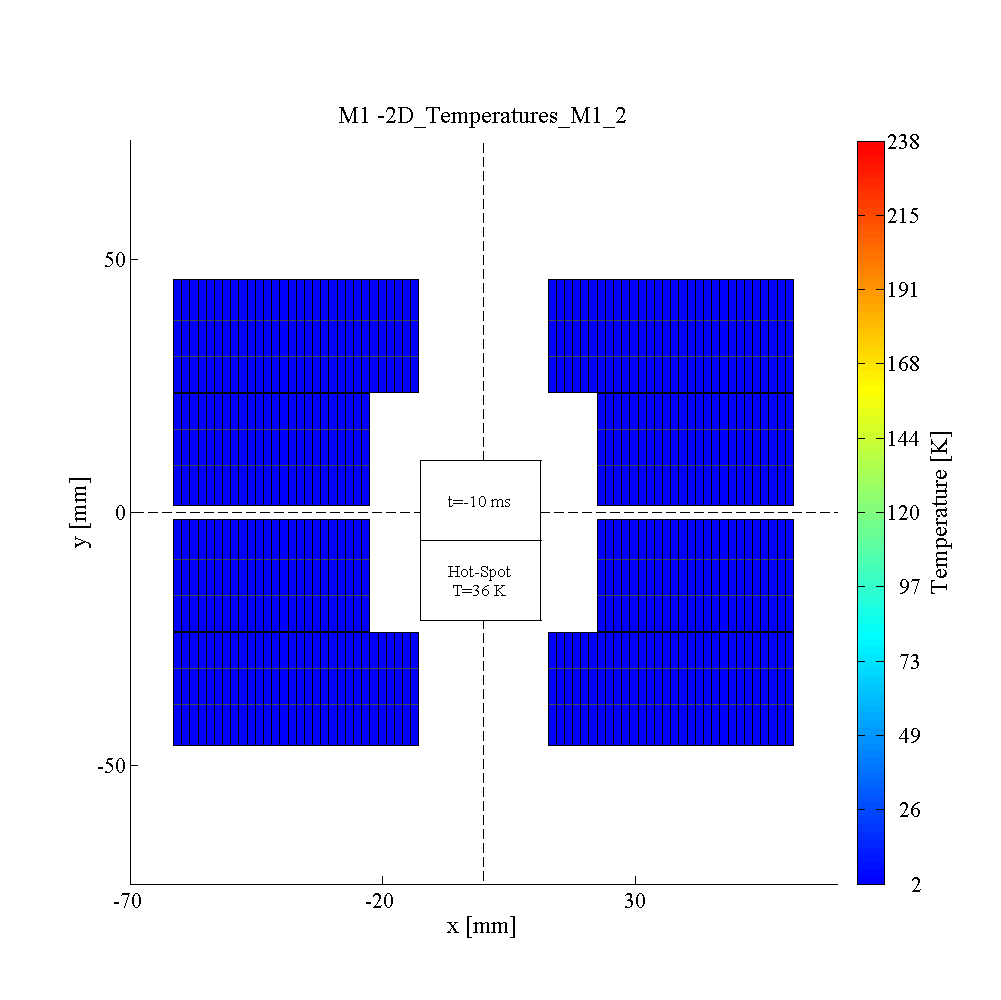 M1 -2D_Temperatures_M1_2
238
215
191
168
144
120
97
73
49
26
2
Temperature [K]
50
0
-50
y [mm]
t=-10 ms
Hot-Spot
T=36 K
-70
-20
30
x [mm]